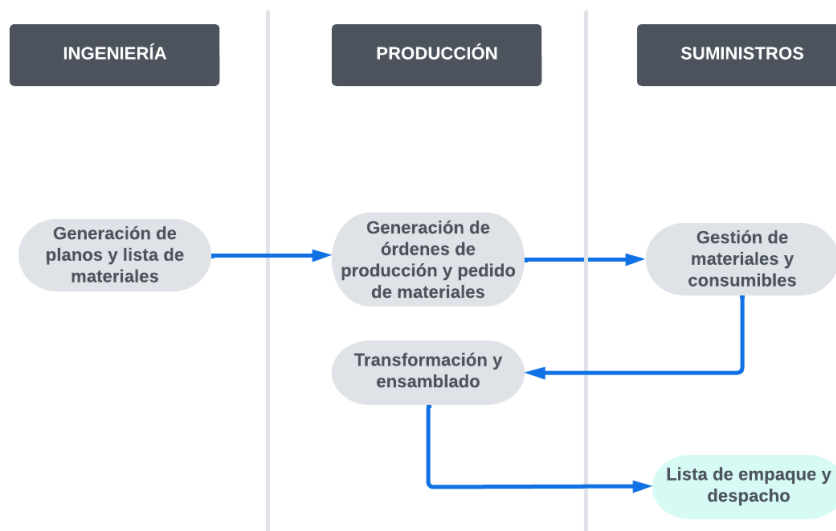 INGENIERÍA
PRODUCCIÓN
SUMINISTROS
Generación de
planos y lista de
materiales
Generación de
órdenes de
producción y pedido
de materiales
Gestión de
materiales y
consumibles
Transformación y
ensamblado
Lista de empaque y
despacho